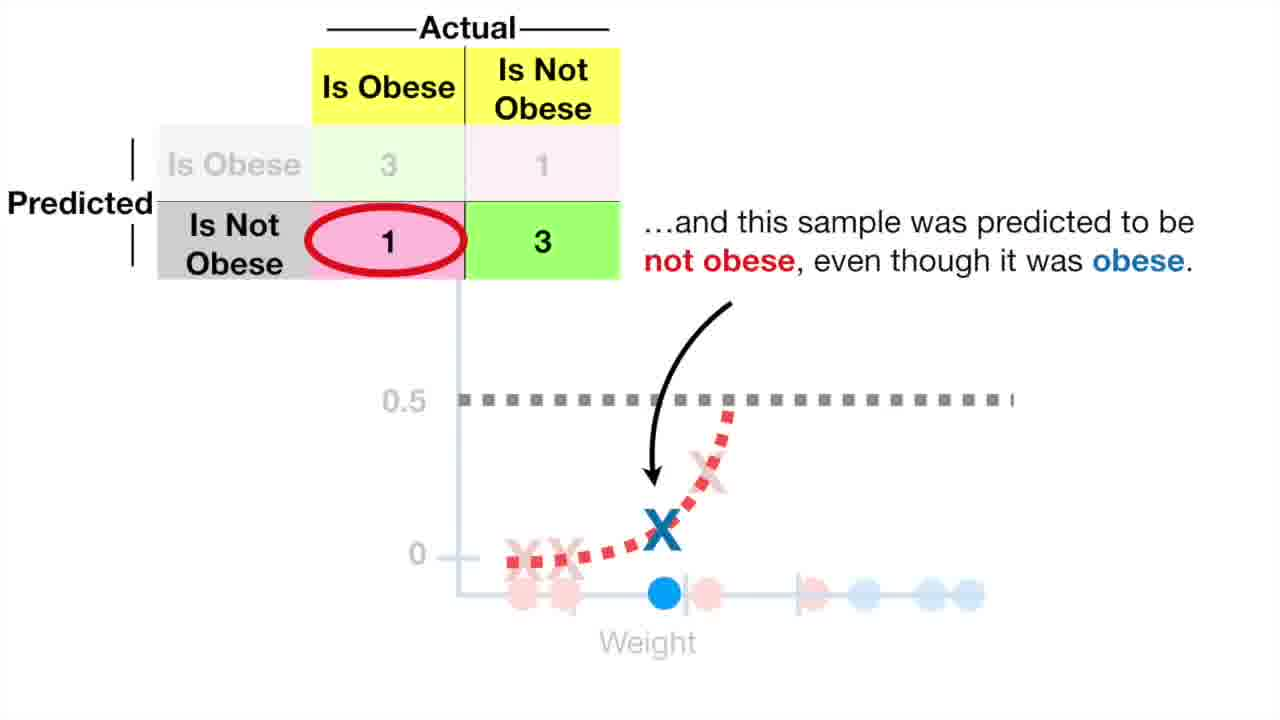 Actual
Is Obese
Is Not
Obese
Is Obese
3
1
Predicted
Is Not
Obese
1
3
…and this sample was predicted to be
not obese, even though it was obese.
0.5
X
X
X X
0
Weight